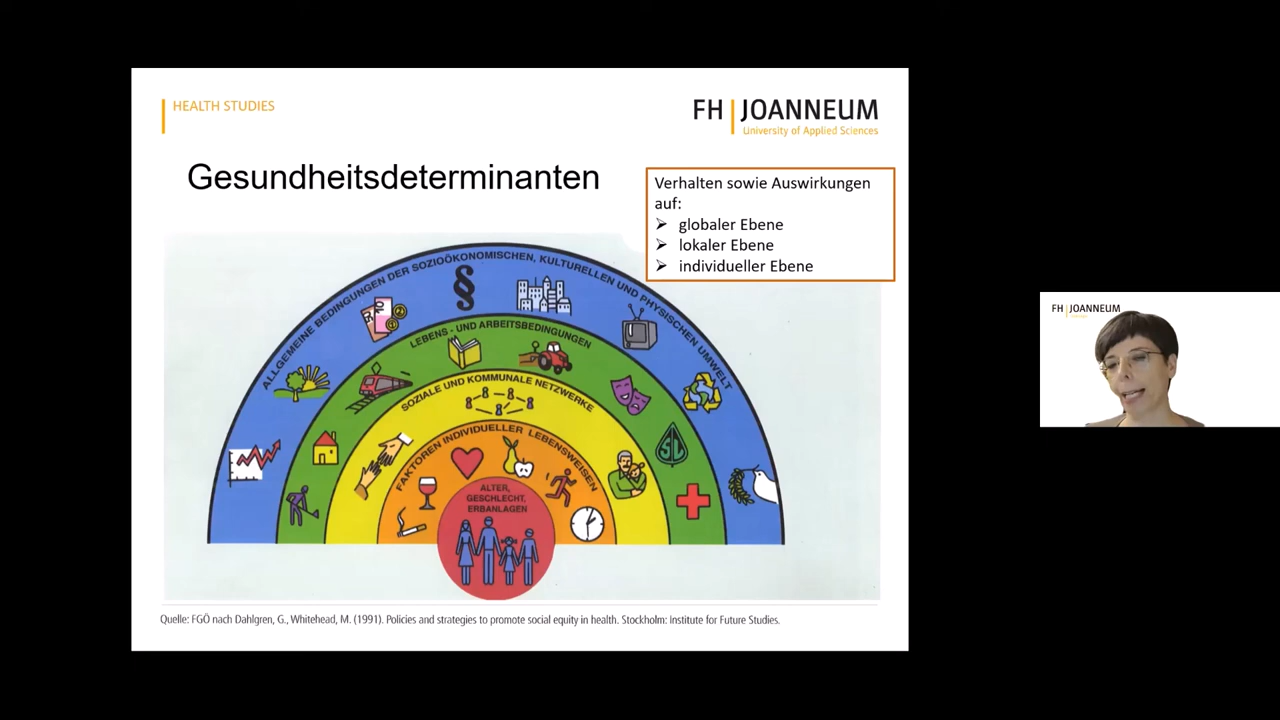 HEALTH STUDIES
FH JOANNEUM
University of Applied Sciences
Gesundheitsdeterminanten
Verhalten sowie Auswirkungen
auf:
globaler Ebene
lokaler Ebene
individueller Ebene
ALLGEMEINE BEDINGUNGEN DER SOZIOÖKONOMISCHEN, KULTURELLEN UND PHYSISCHEN UMWELT
§
LEBENS - UND ARBEITSBEDINGUNGEN
SOZIALE UND KOMMUNALE NETZWERKE
FAKTOREN INDIVIDUELLER LEBENSWEISEN
ALTER,
GESCHLECHT,
ERBANLAGEN
Quelle: FGÖ nach Dahlgren, G., Whitehead, M. (1991). Policies and strategies to promote social equity in health. Stockholm: Institute for Future Studies.
FH JOANNEUM